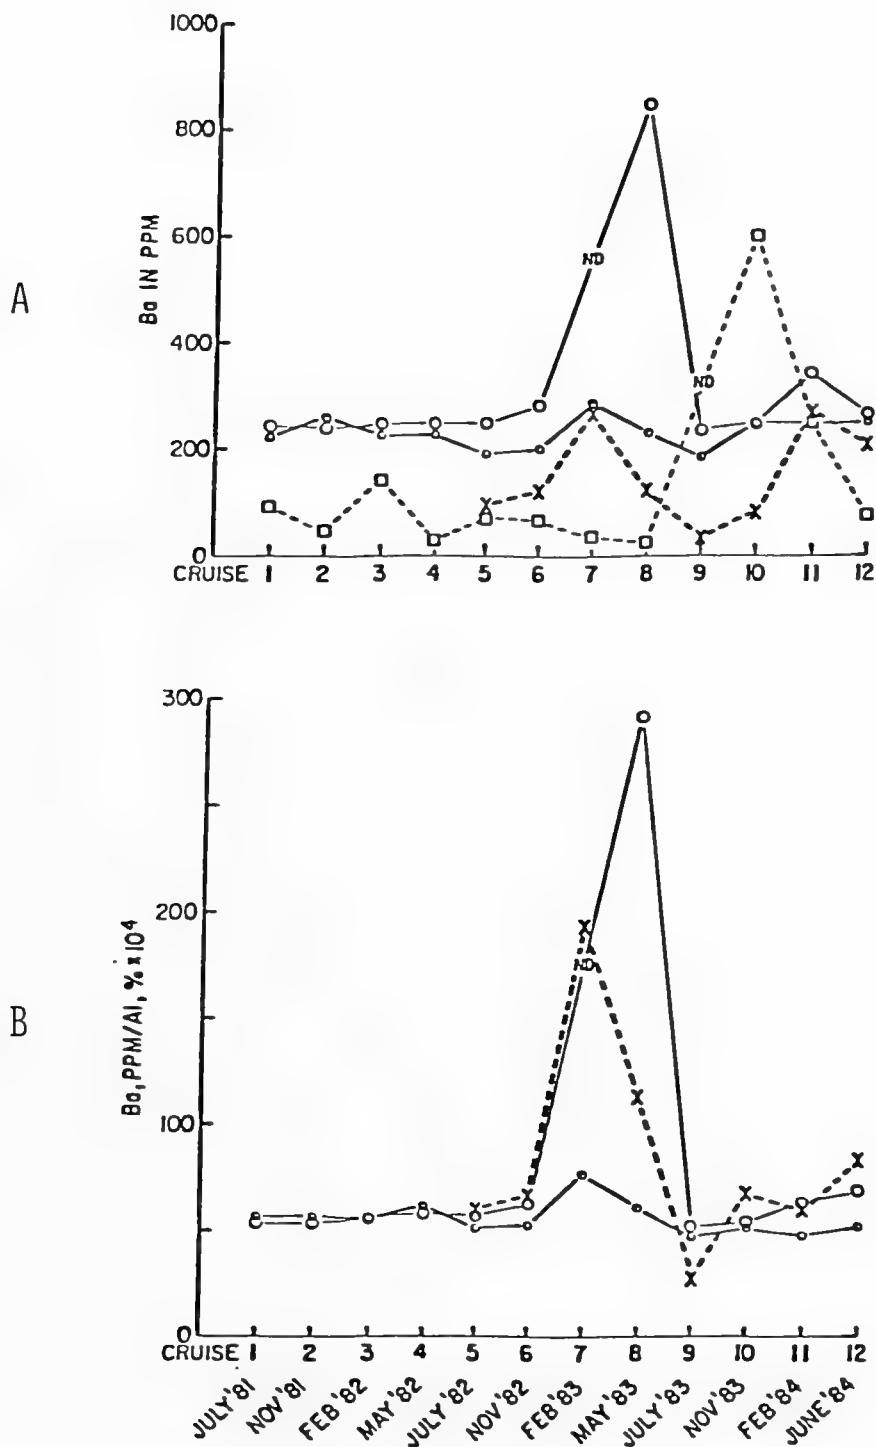 1000
800
A
Ba IN PPM
600
ND
400
ND
200
0
CRUISE 1 2 3 4 5 6 7 8 9 10 11 12
300
200
B
Ba, PPM/Al, % x 10⁴
ND
100
0
CRUISE 1 2 3 4 5 6 7 8 9 10 11 12
JULY '81 NOV '81 FEB '82 MAY '82 JULY '82 NOV '82 FEB '83 MAY '83 JULY '83 NOV '83 FEB '84 JUNE '84